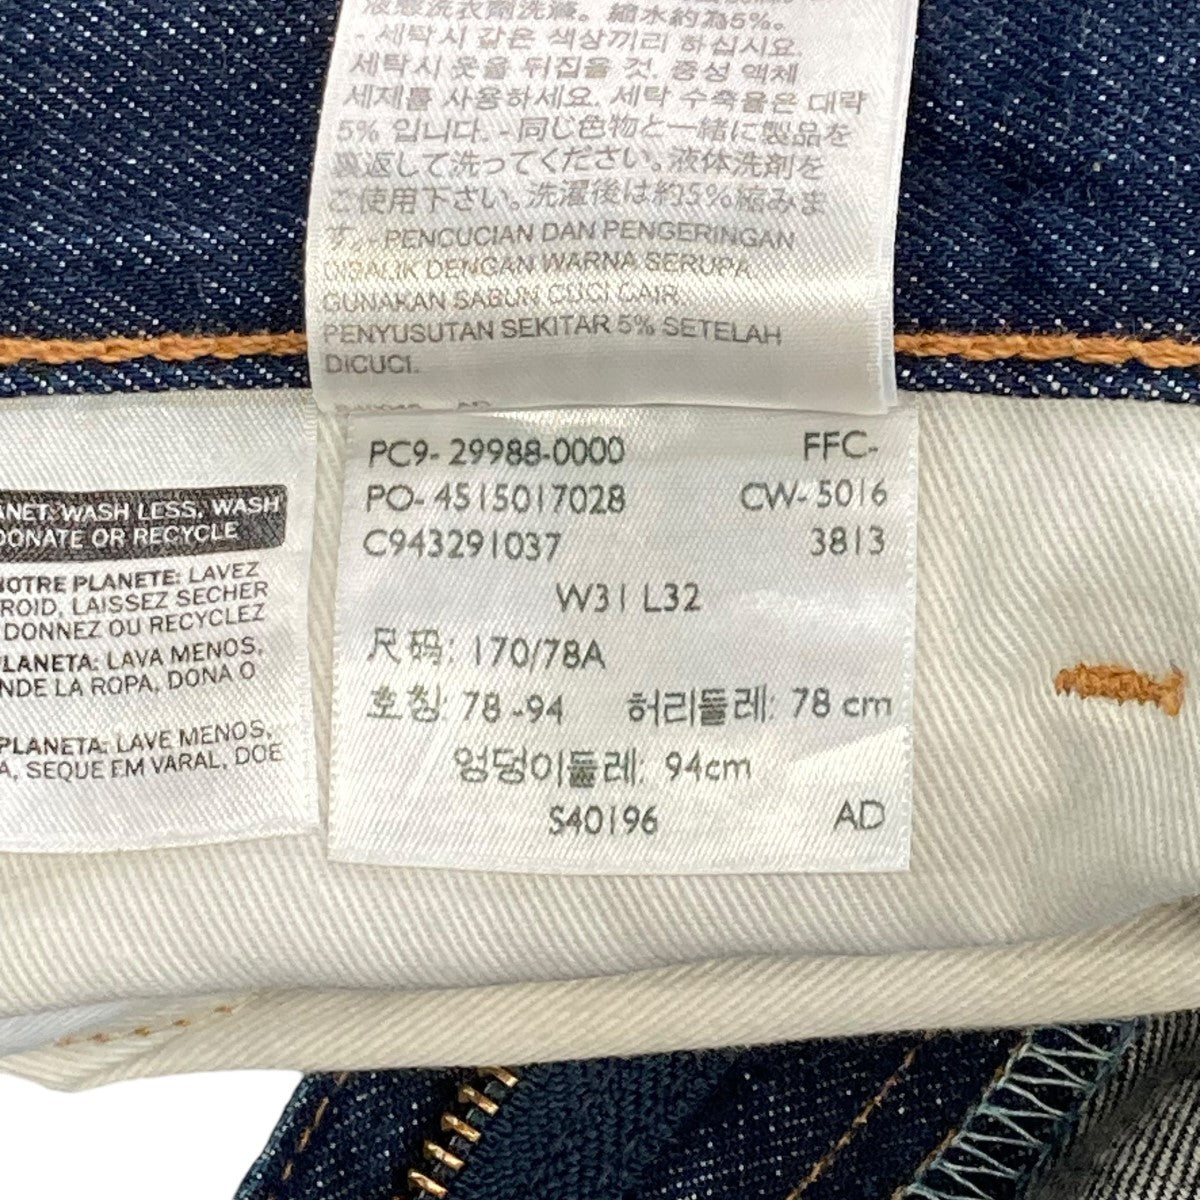 液態洗衣劑洗滌。縮水約為5%。
- 세탁시 같은 색상끼리 하십시요.
세탁시 옷을 뒤집을 것. 중성 액체
세제를 사용하세요. 세탁 수축율은 대략
5% 입니다. - 同じ色物と一緒に製品を
裏返して洗ってください。液体洗剤を
ご使用下さい。洗濯後は約5%縮みま
す。- PENCUCIAN DAN PENGERINGAN
DIBALIK DENGAN WARNA SERUPA.
GUNAKAN SABUN CUCI CAIR.
PENYUSUTAN SEKITAR 5% SETELAH
DICUCI.
AD
PC9- 29988-0000 FFC-
PO- 4515017028 CW- 5016
C943291037 3813
W31 L32
尺码: 170/78A
호칭: 78 -94 허리둘레: 78 cm
엉덩이둘레: 94cm
S40196 AD
ANET: WASH LESS, WASH
DONATE OR RECYCLE
NOTRE PLANETE: LAVEZ
ROID, LAISSEZ SECHER
DONNEZ OU RECYCLEZ
LANETA: LAVA MENOS,
NDE LA ROPA, DONA O
PLANETA: LAVE MENOS,
A, SEQUE EM VARAL, DOE